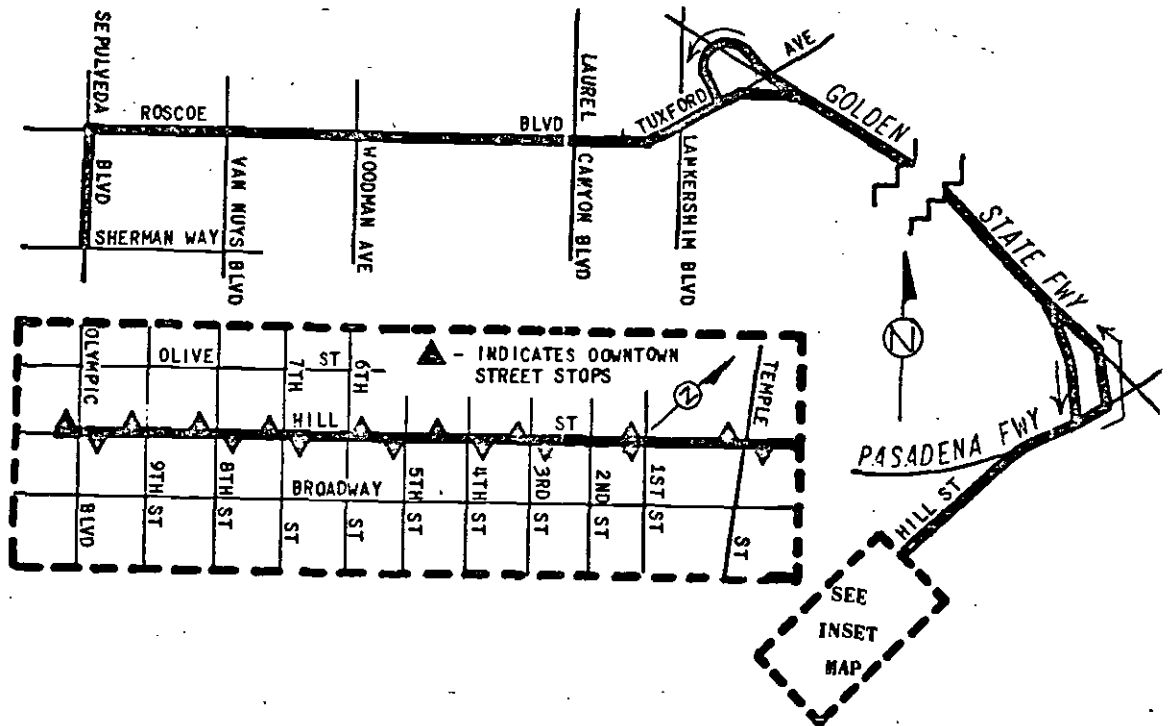 SEPULVEDA
BLVD
ROSCOE
BLVD
VAN NUYS BLVD
WOODMAN AVE
LAUREL
CANYON BLVD
LANKERSHIM BLVD
TUXFORD
AVE
GOLDEN
STATE FWY
SHERMAN WAY
N
PASADENA FWY
HILL ST
SEE
INSET
MAP
OLYMPIC
BLVD
OLIVE
ST
7TH
ST
6TH
ST
- INDICATES DOWNTOWN
STREET STOPS
N
TEMPLE
ST
HILL
ST
9TH ST
8TH ST
5TH ST
4TH ST
3RD ST
2ND ST
1ST ST
BROADWAY